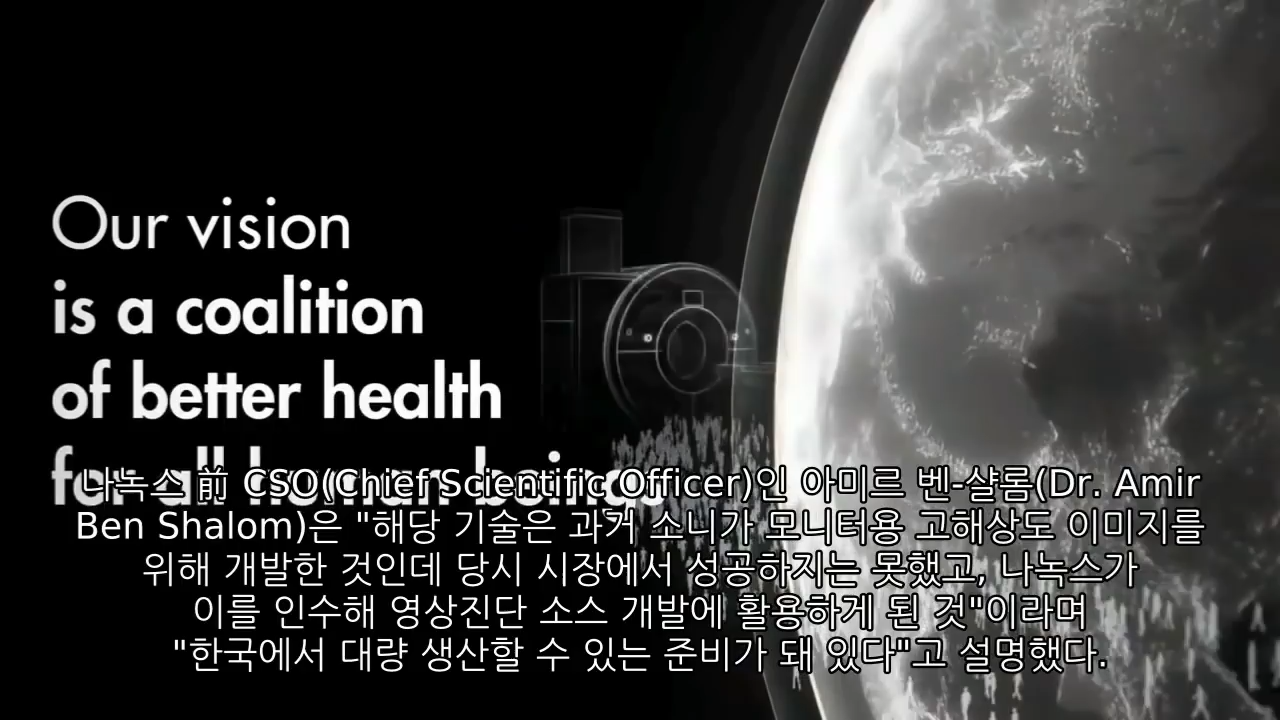 Our vision
is a coalition
of better health
for all human beings
나녹스 前 CSO(Chief Scientific Officer)인 아미르 벤-샬롬(Dr. Amir
Ben Shalom)은 "해당 기술은 과거 소니가 모니터용 고해상도 이미지를
위해 개발한 것인데 당시 시장에서 성공하지는 못했고, 나녹스가
이를 인수해 영상진단 소스 개발에 활용하게 된 것"이라며
"한국에서 대량 생산할 수 있는 준비가 돼 있다"고 설명했다.